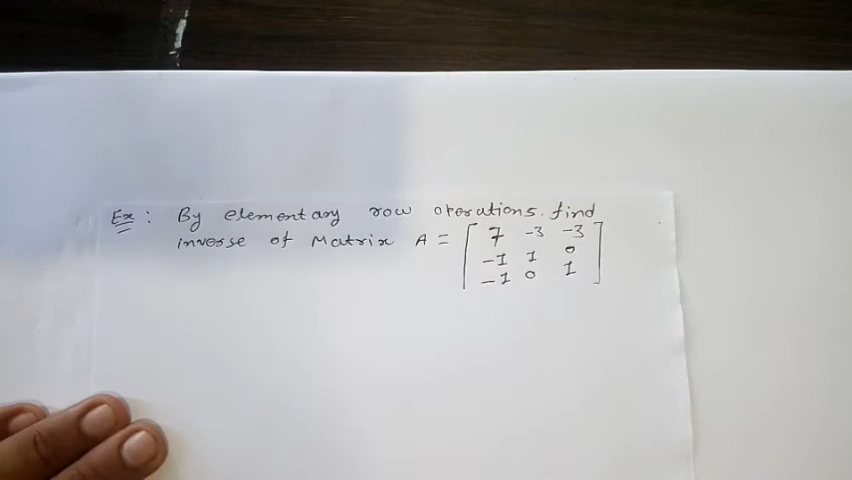 Ex : By elementary row operations. find
inverse of Matrix A = [ 7 -3 -3
-1 1 0
-1 0 1 ]